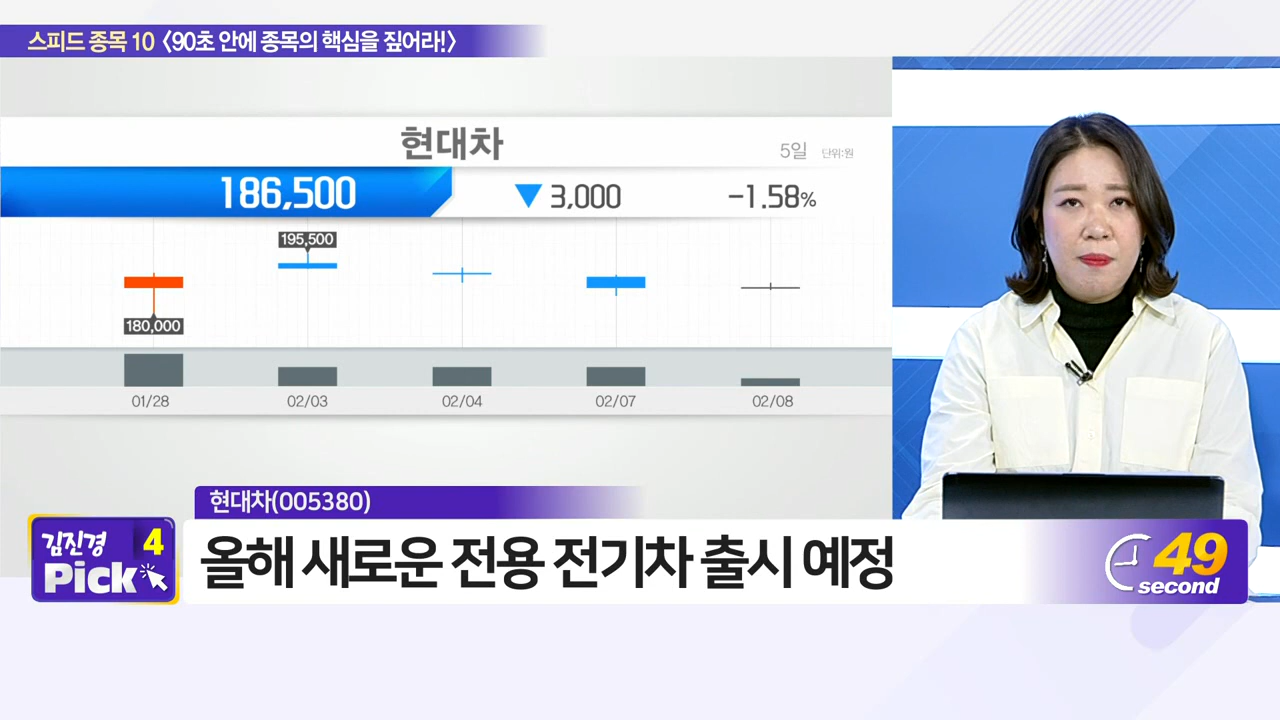 스피드 종목 10 〈90초 안에 종목의 핵심을 짚어라!〉
현대차
5일 단위:원
186,500 ▼ 3,000 -1.58%
195,500
180,000
01/28 02/03 02/04 02/07 02/08
현대차(005380)
김진경 4
Pick
올해 새로운 전용 전기차 출시 예정
49
second